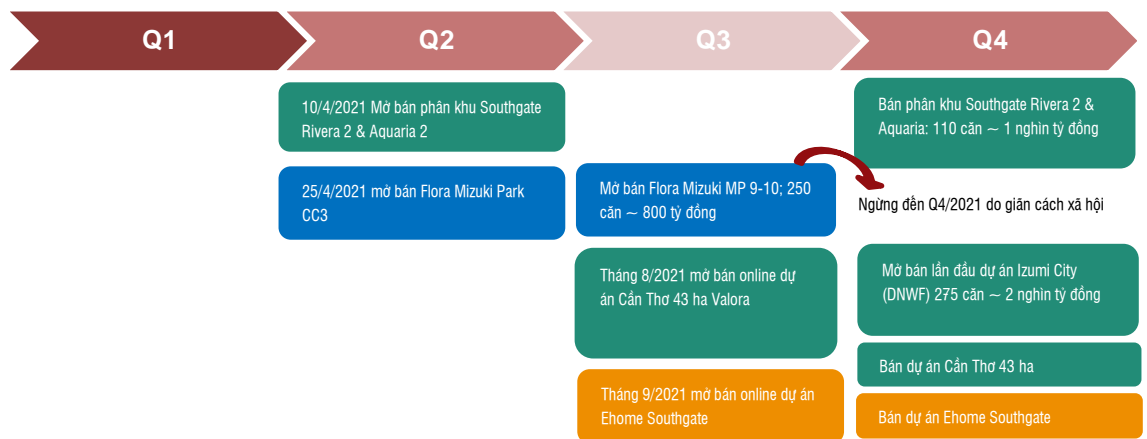 Q1
Q2
Q3
Q4
10/4/2021 Mở bán phân khu Southgate
Rivera 2 & Aquaria 2
25/4/2021 mở bán Flora Mizuki Park
CC3
Mở bán Flora Mizuki MP 9-10; 250
căn ~ 800 tỷ đồng
Tháng 8/2021 mở bán online dự
án Cần Thơ 43 ha Valora
Tháng 9/2021 mở bán online dự án
Ehome Southgate
Bán phân khu Southgate Rivera 2 &
Aquaria: 110 căn ~ 1 nghìn tỷ đồng
Ngừng đến Q4/2021 do giãn cách xã hội
Mở bán lần đầu dự án Izumi City
(DNWF) 275 căn ~ 2 nghìn tỷ đồng
Bán dự án Cần Thơ 43 ha
Bán dự án Ehome Southgate